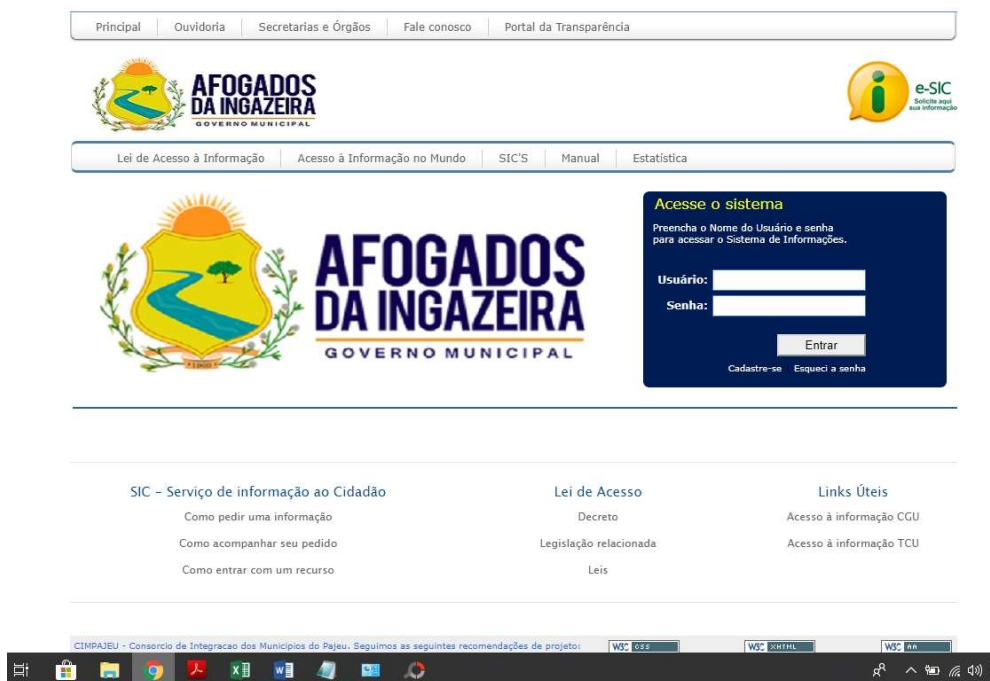 Principal Ouvidoria Secretarias e Órgãos Fale conosco Portal da Transparência
AFOGADOS
DA INGAZEIRA
GOVERNO MUNICIPAL
e-SIC
Solicite aqui
sua informação
Lei de Acesso à Informação Acesso à Informação no Mundo SIC'S Manual Estatística
AFOGADOS
DA INGAZEIRA
GOVERNO MUNICIPAL
Acesse o sistema
Preencha o Nome do Usuário e senha
para acessar o Sistema de Informações.
Usuário:
Senha:
Entrar
Cadastre-se Esqueci a senha
SIC – Serviço de informação ao Cidadão
Como pedir uma informação
Como acompanhar seu pedido
Como entrar com um recurso
Lei de Acesso
Decreto
Legislação relacionada
Leis
Links Úteis
Acesso à informação CGU
Acesso à informação TCU
CIMPAJEU - Consorcio de Integracao dos Municipios do Pajeu. Seguimos as seguintes recomendações de projeto: W3C css W3C XHTML W3C AA